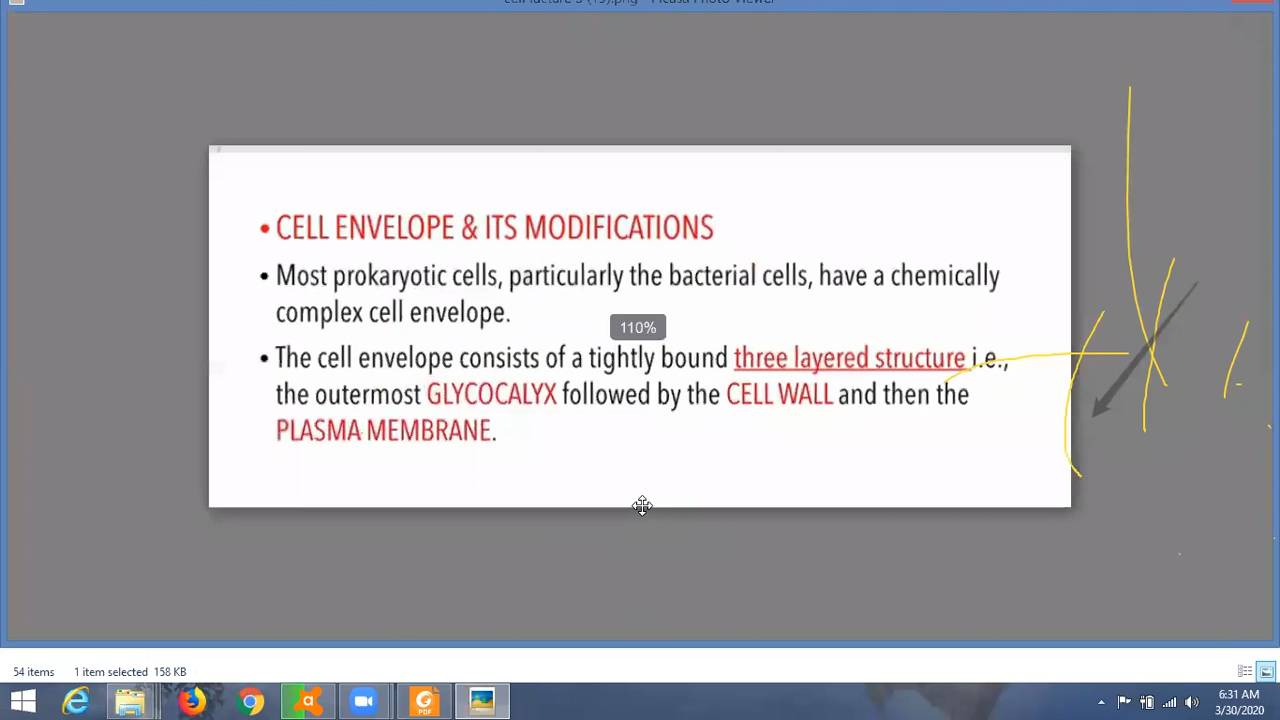 • CELL ENVELOPE & ITS MODIFICATIONS
• Most prokaryotic cells, particularly the bacterial cells, have a chemically
complex cell envelope.
110%
• The cell envelope consists of a tightly bound three layered structure i.e.,
the outermost GLYCOCALYX followed by the CELL WALL and then the
PLASMA MEMBRANE.
54 items 1 item selected 158 KB
PDF
6:31 AM
3/30/2020